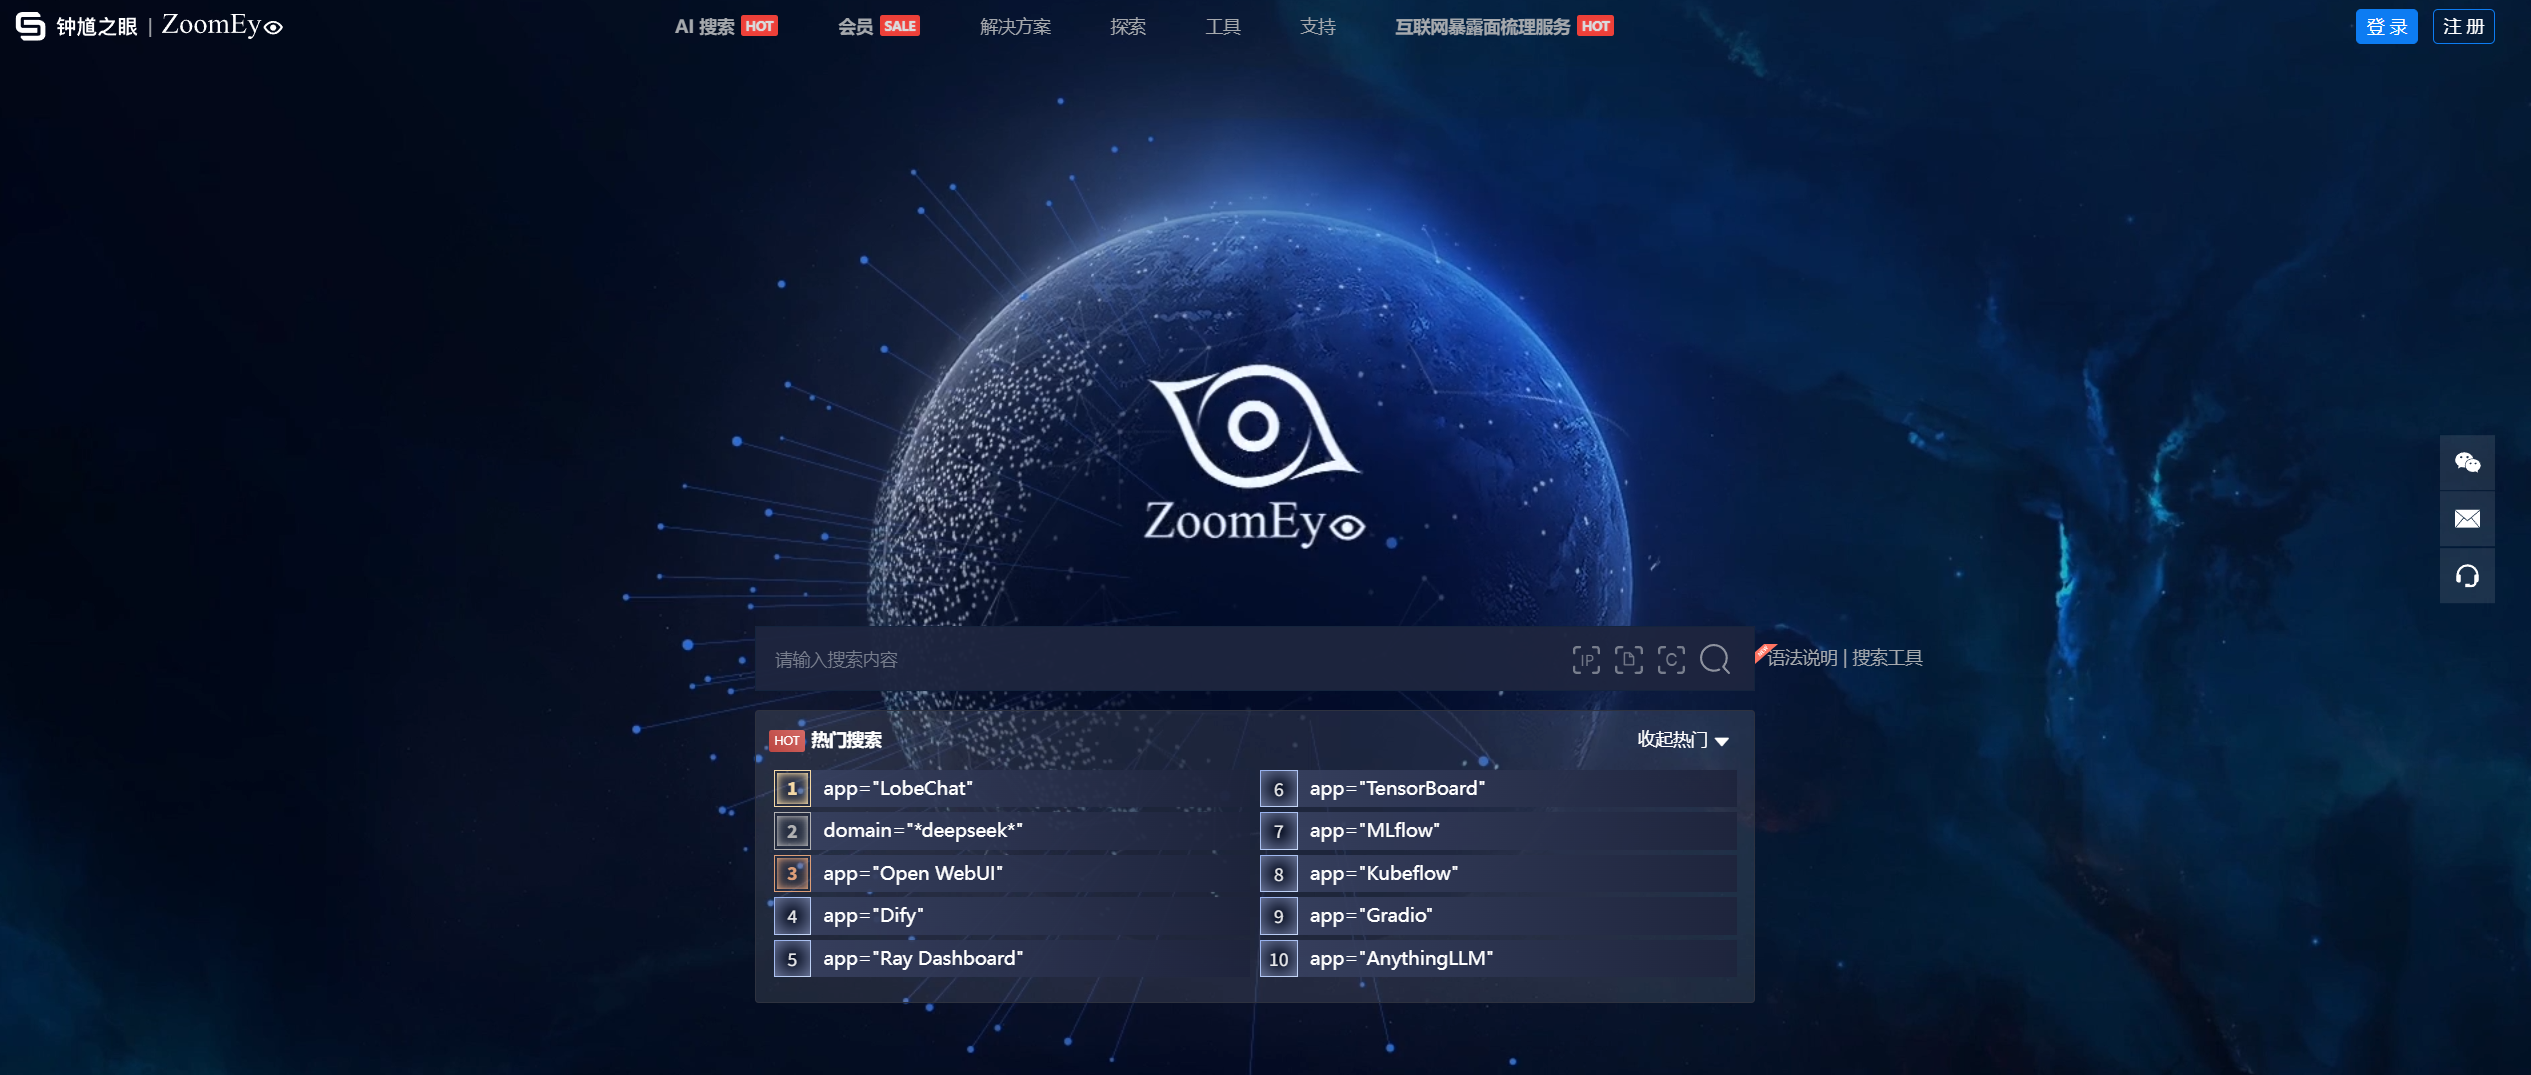 钟馗之眼 | ZoomEye
AI 搜索 HOT 会员 SALE 解决方案 探索 工具 支持 互联网暴露面梳理服务 HOT
登 录 注 册
ZoomEye
请输入搜索内容 IP D C
NEW 语法说明 | 搜索工具
HOT 热门搜索 收起热门
1 app="LobeChat"
2 domain="*deepseek*"
3 app="Open WebUI"
4 app="Dify"
5 app="Ray Dashboard"
6 app="TensorBoard"
7 app="MLflow"
8 app="Kubeflow"
9 app="Gradio"
10 app="AnythingLLM"